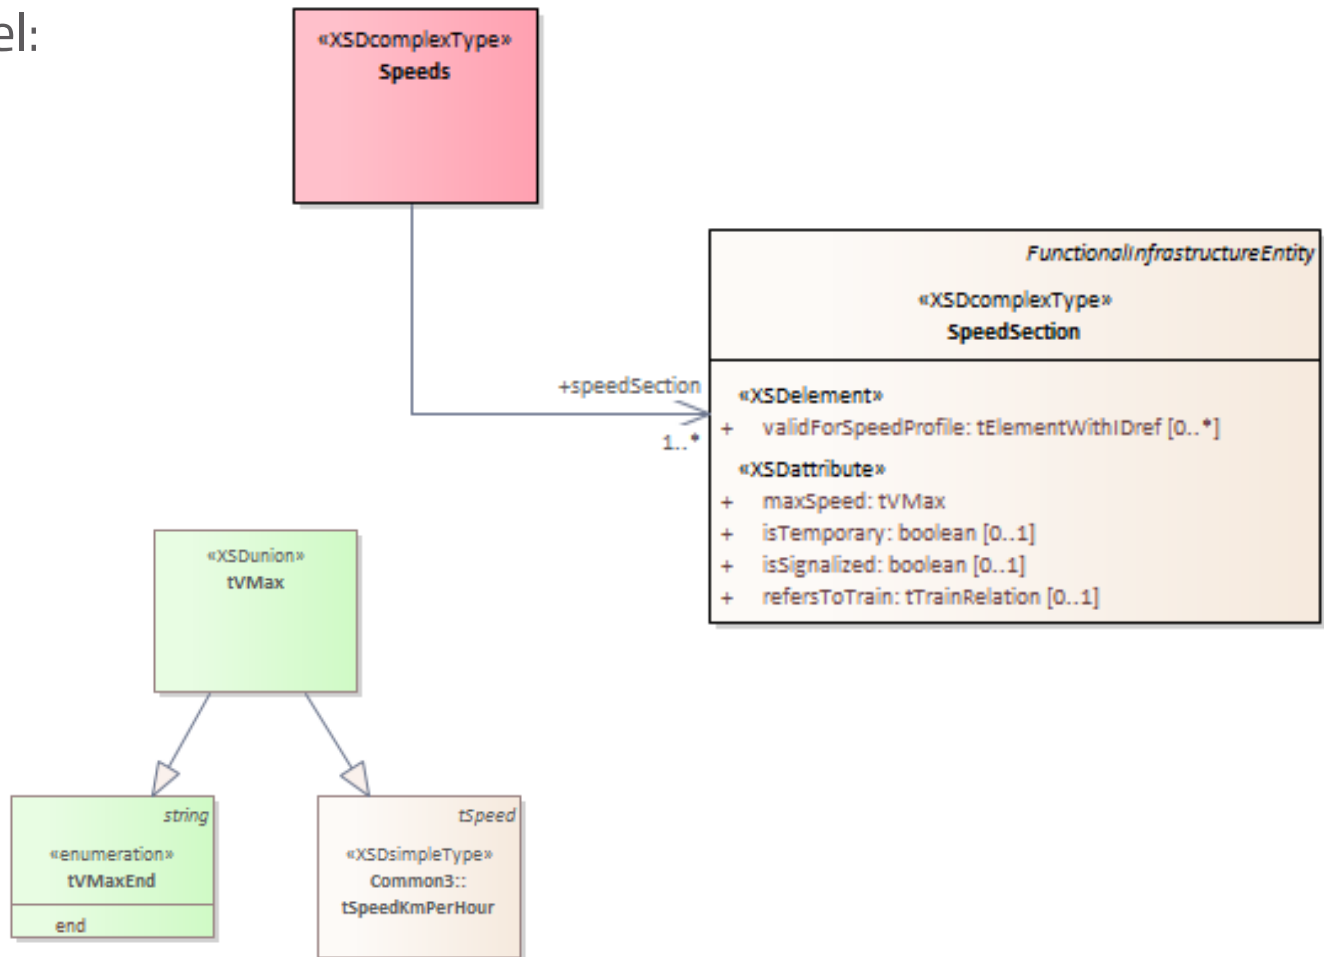 el:
«XSDcomplexType»
Speeds
FunctionalInfrastructureEntity
«XSDcomplexType»
SpeedSection
+speedSection
1..*
«XSDelement»
+ validForSpeedProfile: tElementWithIDref [0..*]
«XSDattribute»
+ maxSpeed: tVMax
+ isTemporary: boolean [0..1]
+ isSignalized: boolean [0..1]
+ refersToTrain: tTrainRelation [0..1]
«XSDunion»
tVMax
string
«enumeration»
tVMaxEnd
end
tSpeed
«XSDsimpleType»
Common3::
tSpeedKmPerHour